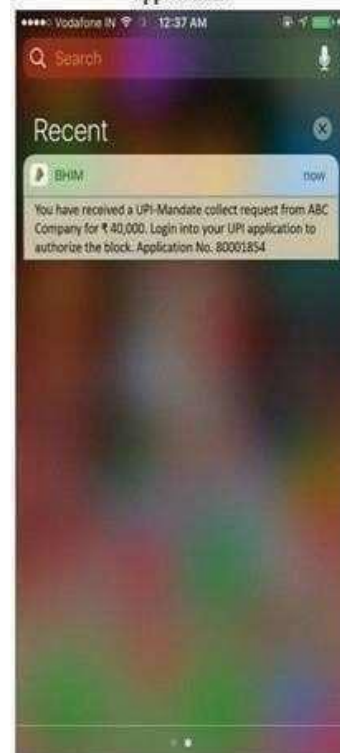 Vodafone IN 12:37 AM
Search
Recent
BHIM now
You have received a UPI-Mandate collect request from ABC
Company for ₹ 40,000. Login into your UPI application to
authorize the block. Application No. 80001854